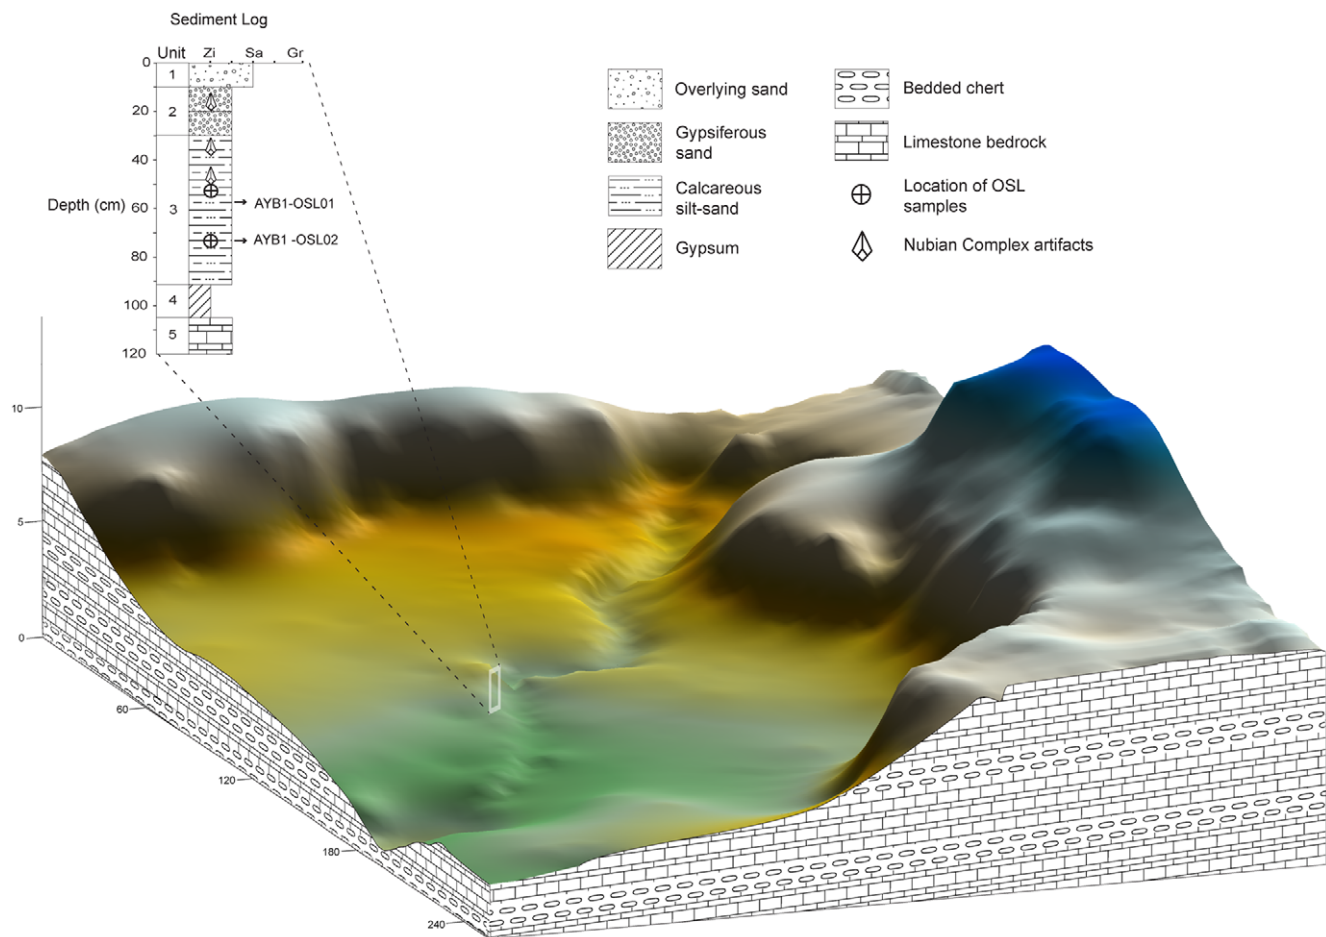 Sediment Log
Unit Zi Sa Gr
0
1
20
2
40
Depth (cm)
60
3
80
100
4
120
5
AYB1-OSL01
AYB1 -OSL02
Overlying sand
Gypsiferous
sand
Calcareous
silt-sand
Gypsum
Bedded chert
Limestone bedrock
Location of OSL
samples
Nubian Complex artifacts
10
5
0
60
120
180
240